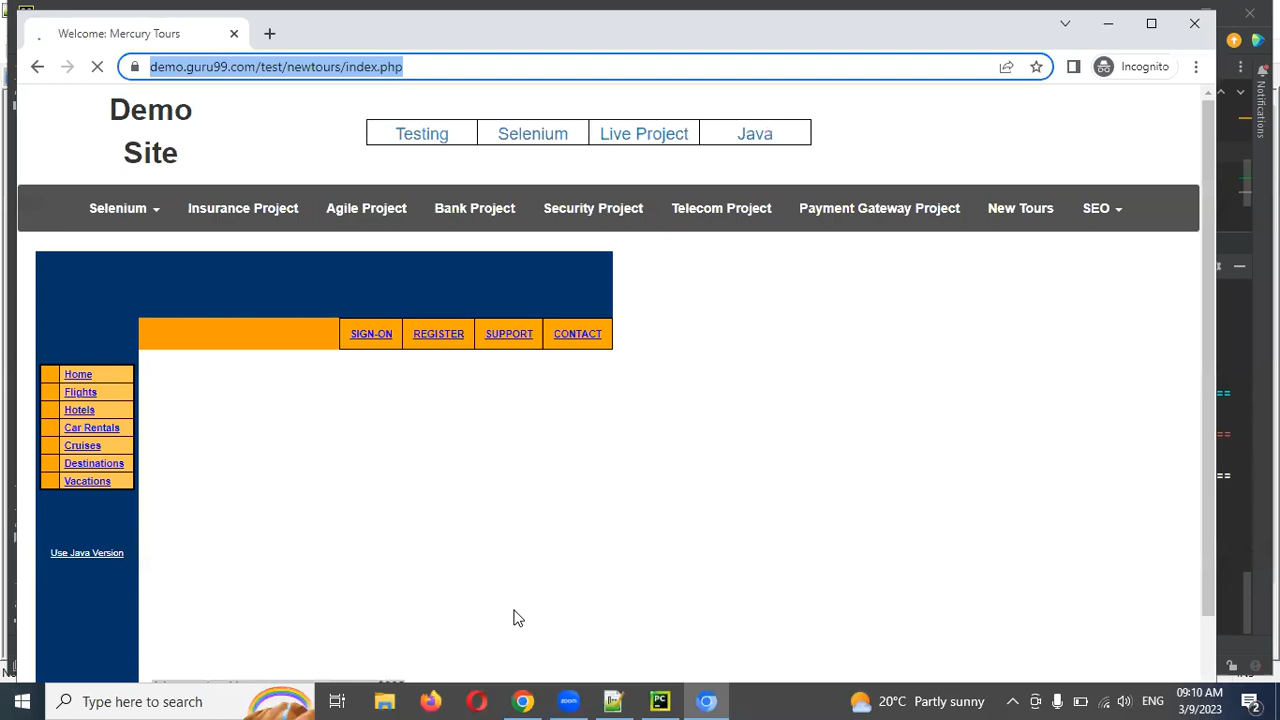 Welcome: Mercury Tours
demo.guru99.com/test/newtours/index.php
Incognito
Demo
Site
Testing Selenium Live Project Java
Selenium Insurance Project Agile Project Bank Project Security Project Telecom Project Payment Gateway Project New Tours SEO
SIGN-ON REGISTER SUPPORT CONTACT
Home
Flights
Hotels
Car Rentals
Cruises
Destinations
Vacations
Use Java Version
Notifications
Type here to search
20°C Partly sunny
ENG
09:10 AM
3/9/2023
2